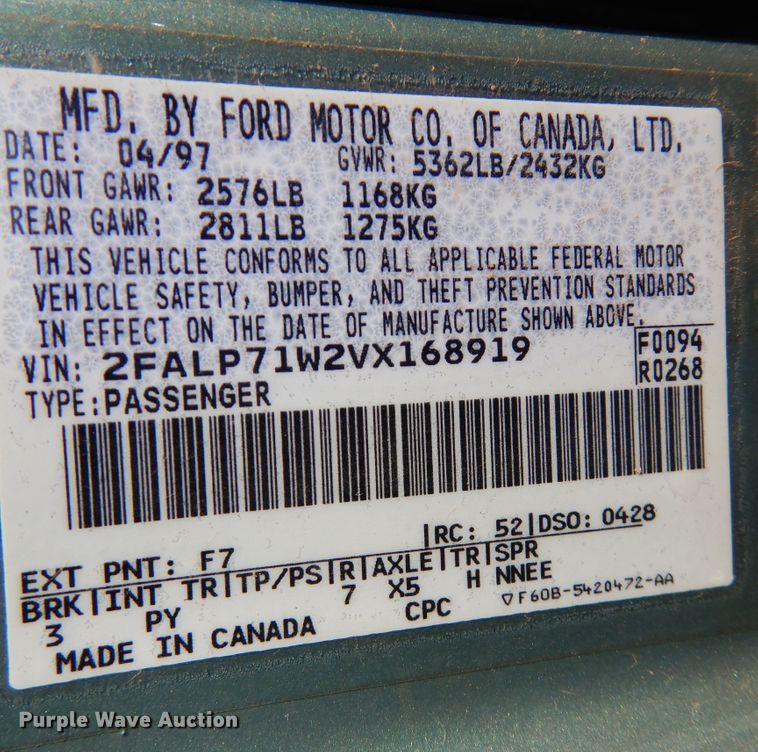 MFD. BY FORD MOTOR CO. OF CANADA, LTD.
DATE: 04/97 GVWR: 5362LB/2432KG
FRONT GAWR: 2576LB 1168KG
REAR GAWR: 2811LB 1275KG
THIS VEHICLE CONFORMS TO ALL APPLICABLE FEDERAL MOTOR
VEHICLE SAFETY, BUMPER, AND THEFT PREVENTION STANDARDS
IN EFFECT ON THE DATE OF MANUFACTURE SHOWN ABOVE.
VIN: 2FALP71W2VX168919 F0094
TYPE: PASSENGER R0268
RC: 52 DSO: 0428
EXT PNT: F7
BRK INT TR TP/PS R AXLE TR SPR
3 PY 7 X5 H NNEE
MADE IN CANADA CPC ▽F60B-5420472-AA
Purple Wave Auction